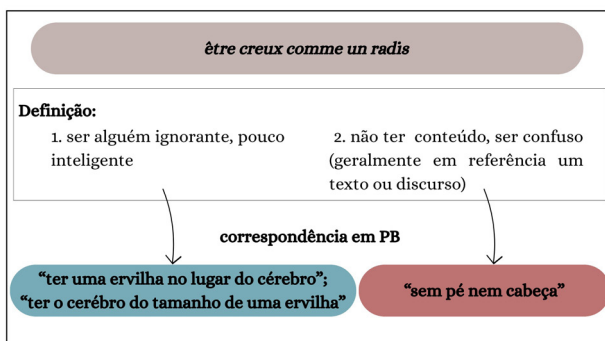 être creux comme un radis
Definição:
1. ser alguém ignorante, pouco
inteligente
2. não ter conteúdo, ser confuso
(geralmente em referência um
texto ou discurso)
correspondência em PB
“ter uma ervilha no lugar do cérebro”;
“ter o cerébro do tamanho de uma ervilha”
“sem pé nem cabeça”